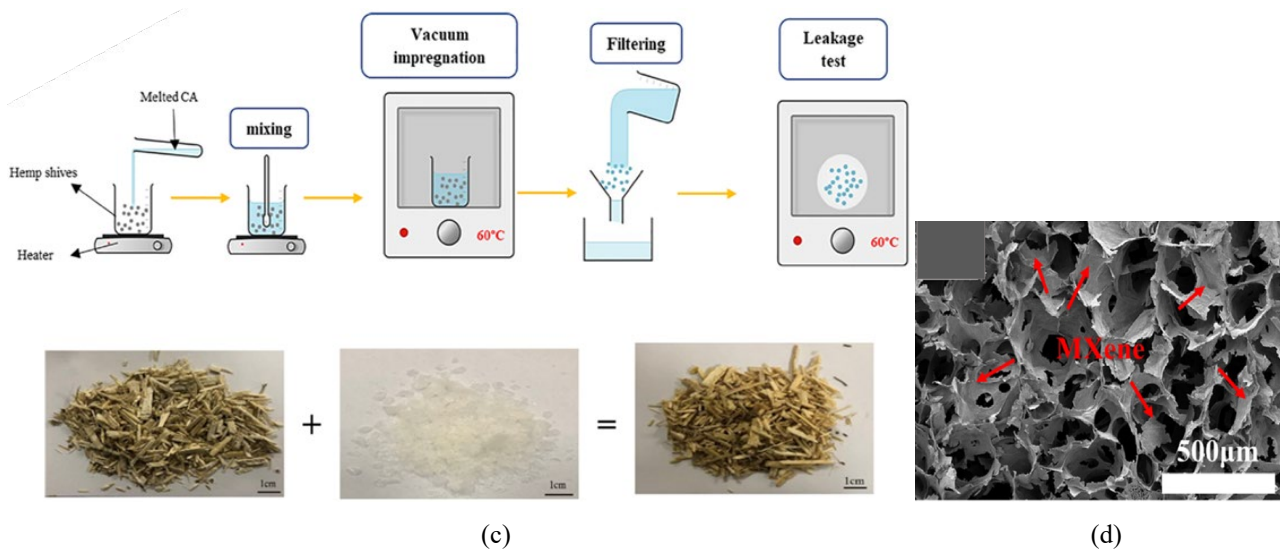 Vacuum
impregnation
Filtering
Leakage
test
Melted CA
mixing
Hemp shives
Heater
60°C
60°C
MXene
500μm
+
=
1cm
1cm
1cm
(c)
(d)